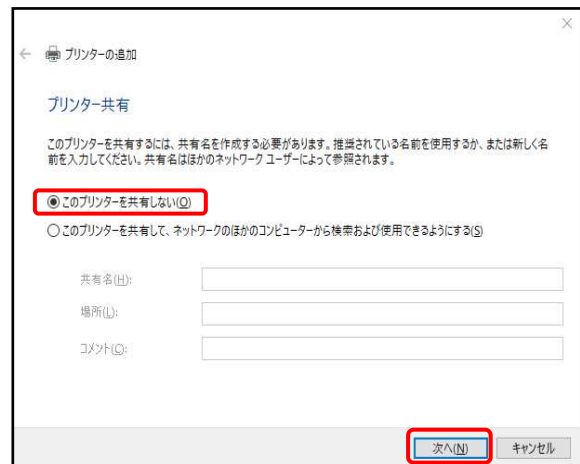 プリンターの追加
プリンター共有
このプリンターを共有するには、共有名を作成する必要があります。推奨されている名前を使用するか、または新しく名
前を入力してください。共有名はほかのネットワーク ユーザーによって参照されます。
このプリンターを共有しない(O)
このプリンターを共有して、ネットワークのほかのコンピューターから検索および使用できるようにする(S)
共有名(H):
場所(L):
コメント(C):
次へ(N) キャンセル